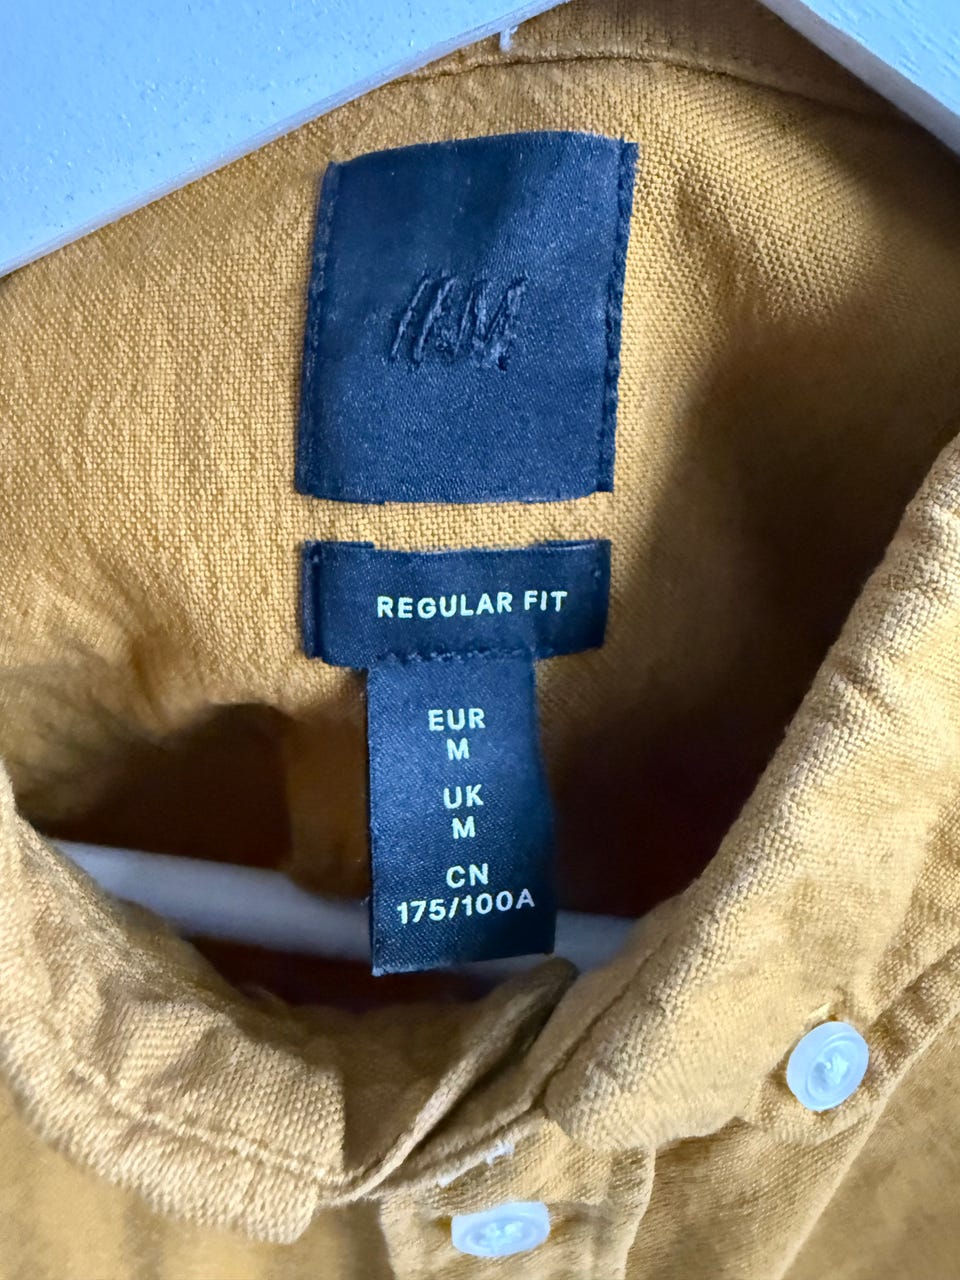 H&M
REGULAR FIT
EUR
M
UK
M
CN
175/100A